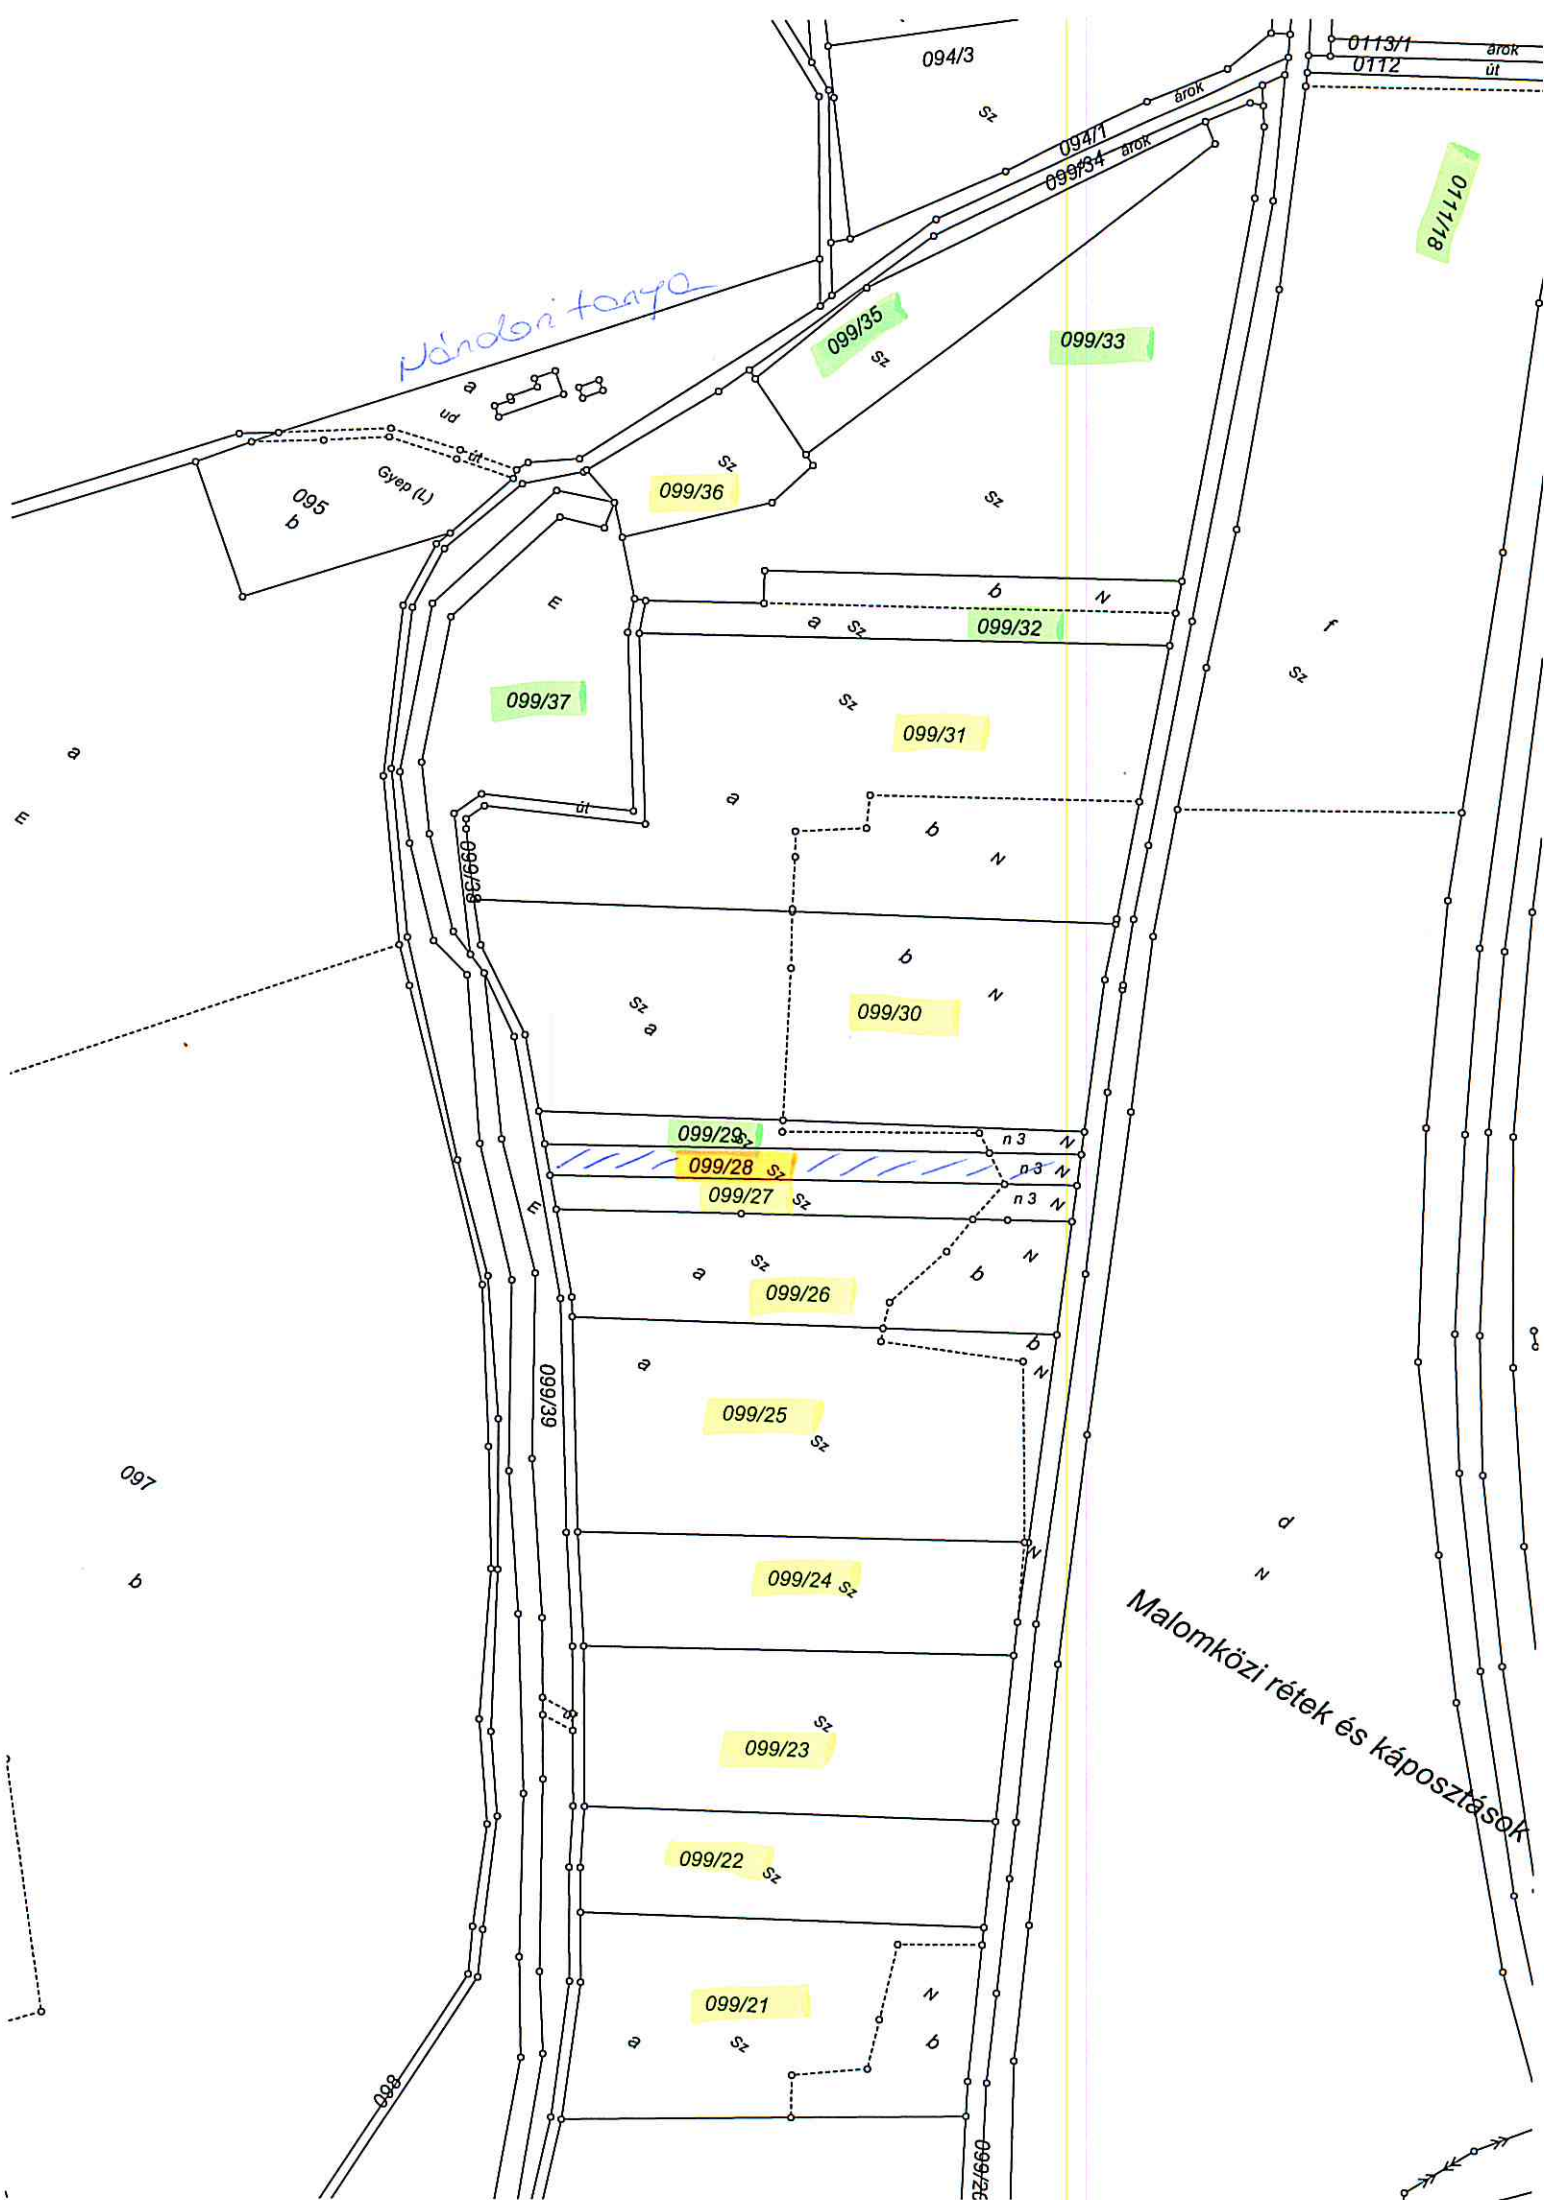 094/3
Sz
0113/1
árok
0112
út
árok
094/1
árok
099/34
0111/18
Nándori tanya
099/35
Sz
099/33
a
ud
út
Gyep (L)
095
b
Sz
099/36
Sz
E
b
N
a
Sz
099/32
f
Sz
099/37
Sz
099/31
a
E
a
út
b
N
099/38
b
N
Sz
a
099/30
099/29
Sz
n 3
N
099/28
Sz
n 3
N
099/27
Sz
n 3
N
E
Sz
a
N
b
099/26
b
N
a
099/39
099/25
Sz
097
b
d
N
N
099/24
Sz
Malomközi rétek és káposztások
Sz
099/23
099/22
Sz
099/21
N
a
Sz
b
098
099/20